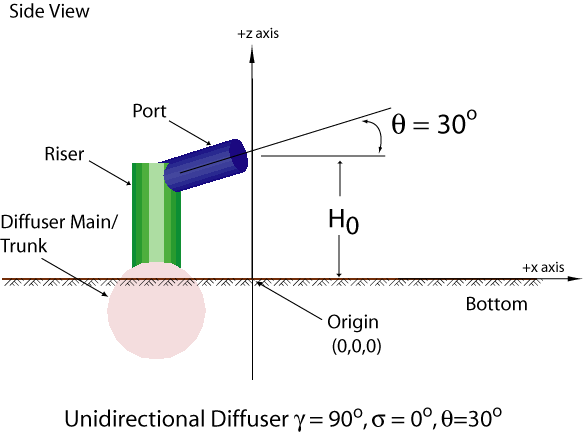 Side View
+z axis
Port
θ = 30°
Riser
H0
Diffuser Main/
Trunk
+x axis
Bottom
Origin
(0,0,0)
Unidirectional Diffuser γ = 90°, σ = 0°, θ=30°